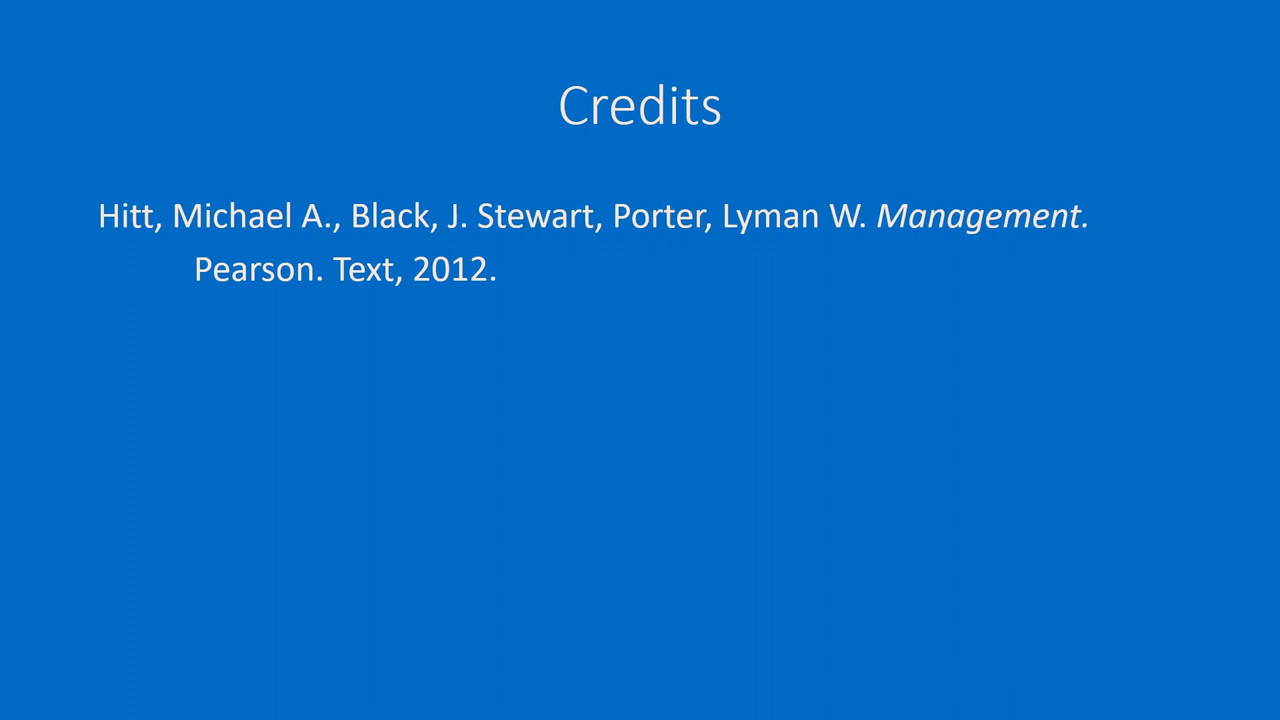 Credits
Hitt, Michael A., Black, J. Stewart, Porter, Lyman W. Management.
Pearson. Text, 2012.